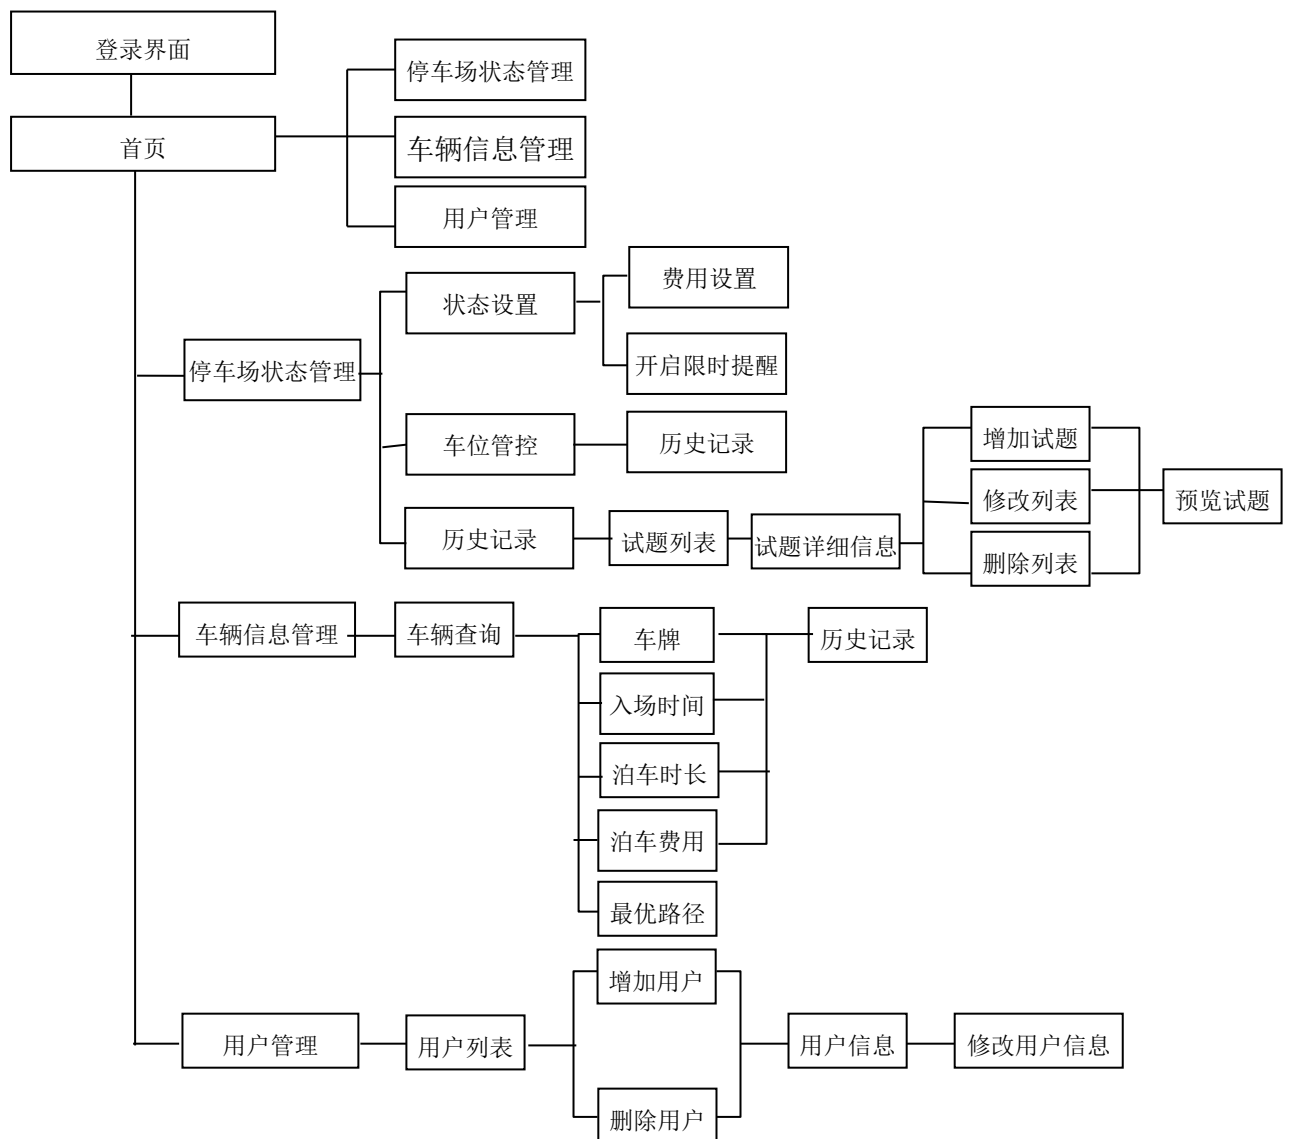 登录界面
停车场状态管理
首页
车辆信息管理
用户管理
费用设置
状态设置
开启限时提醒
停车场状态管理
车位管控
历史记录
增加试题
修改列表
预览试题
历史记录
试题列表
试题详细信息
删除列表
车辆信息管理
车辆查询
车牌
历史记录
入场时间
泊车时长
泊车费用
最优路径
增加用户
用户管理
用户列表
用户信息
修改用户信息
删除用户